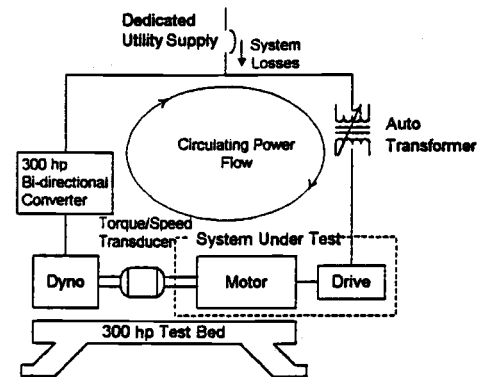 Dedicated
Utility Supply
System
Losses
Circulating Power
Flow
Auto
Transformer
300 hp
Bi-directional
Converter
Torque/Speed
Transducer
System Under Test
Dyno
Motor
Drive
300 hp Test Bed